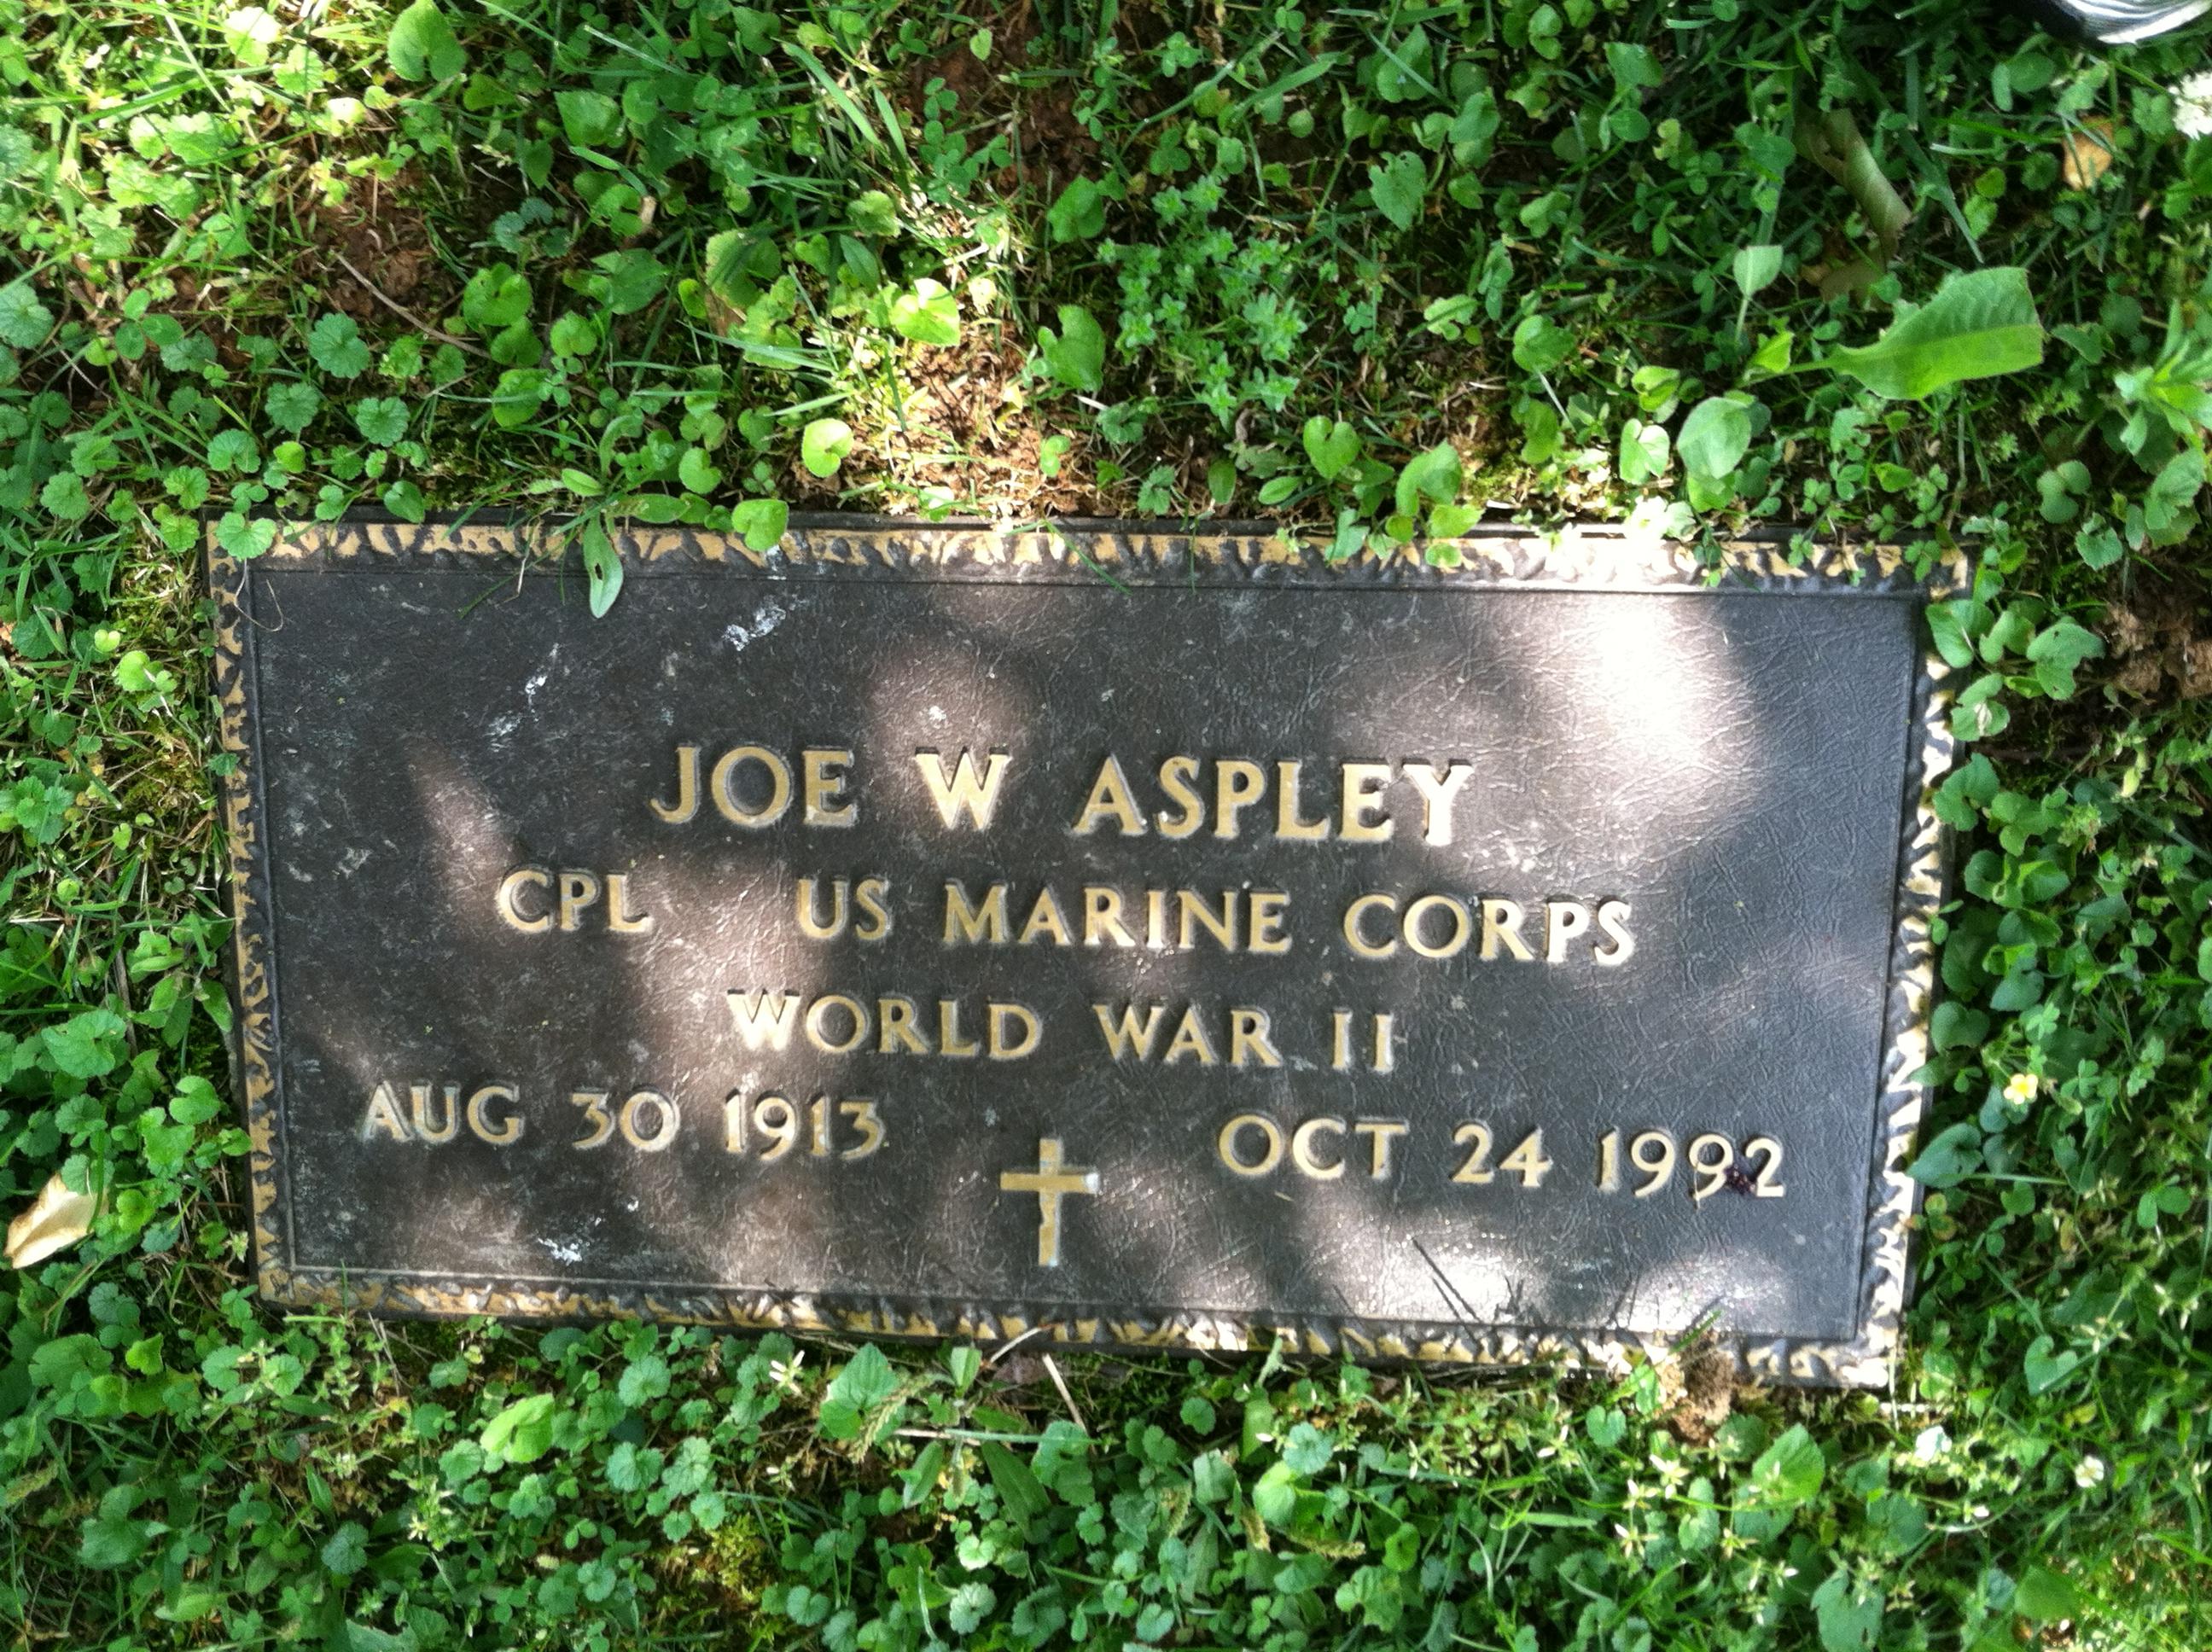 JOE W ASPLEY
CPL US MARINE CORPS
WORLD WAR II
AUG 30 1913 OCT 24 1992